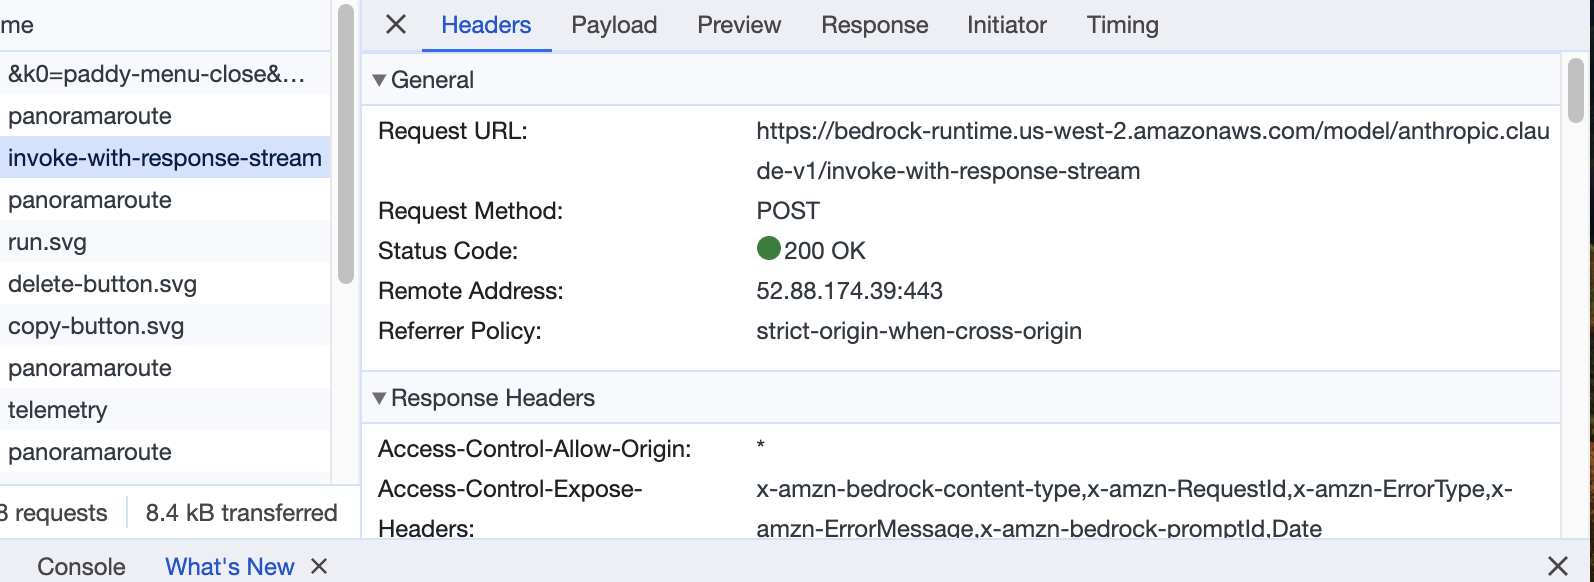 me
&k0=paddy-menu-close&...
panoramaroute
invoke-with-response-stream
panoramaroute
run.svg
delete-button.svg
copy-button.svg
panoramaroute
telemetry
panoramaroute
8 requests 8.4 kB transferred
Headers Payload Preview Response Initiator Timing
General
Request URL: https://bedrock-runtime.us-west-2.amazonaws.com/model/anthropic.clau
de-v1/invoke-with-response-stream
Request Method: POST
Status Code: 200 OK
Remote Address: 52.88.174.39:443
Referrer Policy: strict-origin-when-cross-origin
Response Headers
Access-Control-Allow-Origin: *
Access-Control-Expose- x-amzn-bedrock-content-type,x-amzn-RequestId,x-amzn-ErrorType,x-
Headers: amzn-ErrorMessage,x-amzn-bedrock-promptId,Date
Console What's New